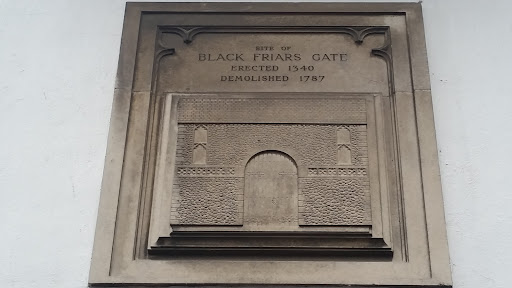 SITE OF
BLACK FRIARS GATE
ERECTED 1340
DEMOLISHED 1787